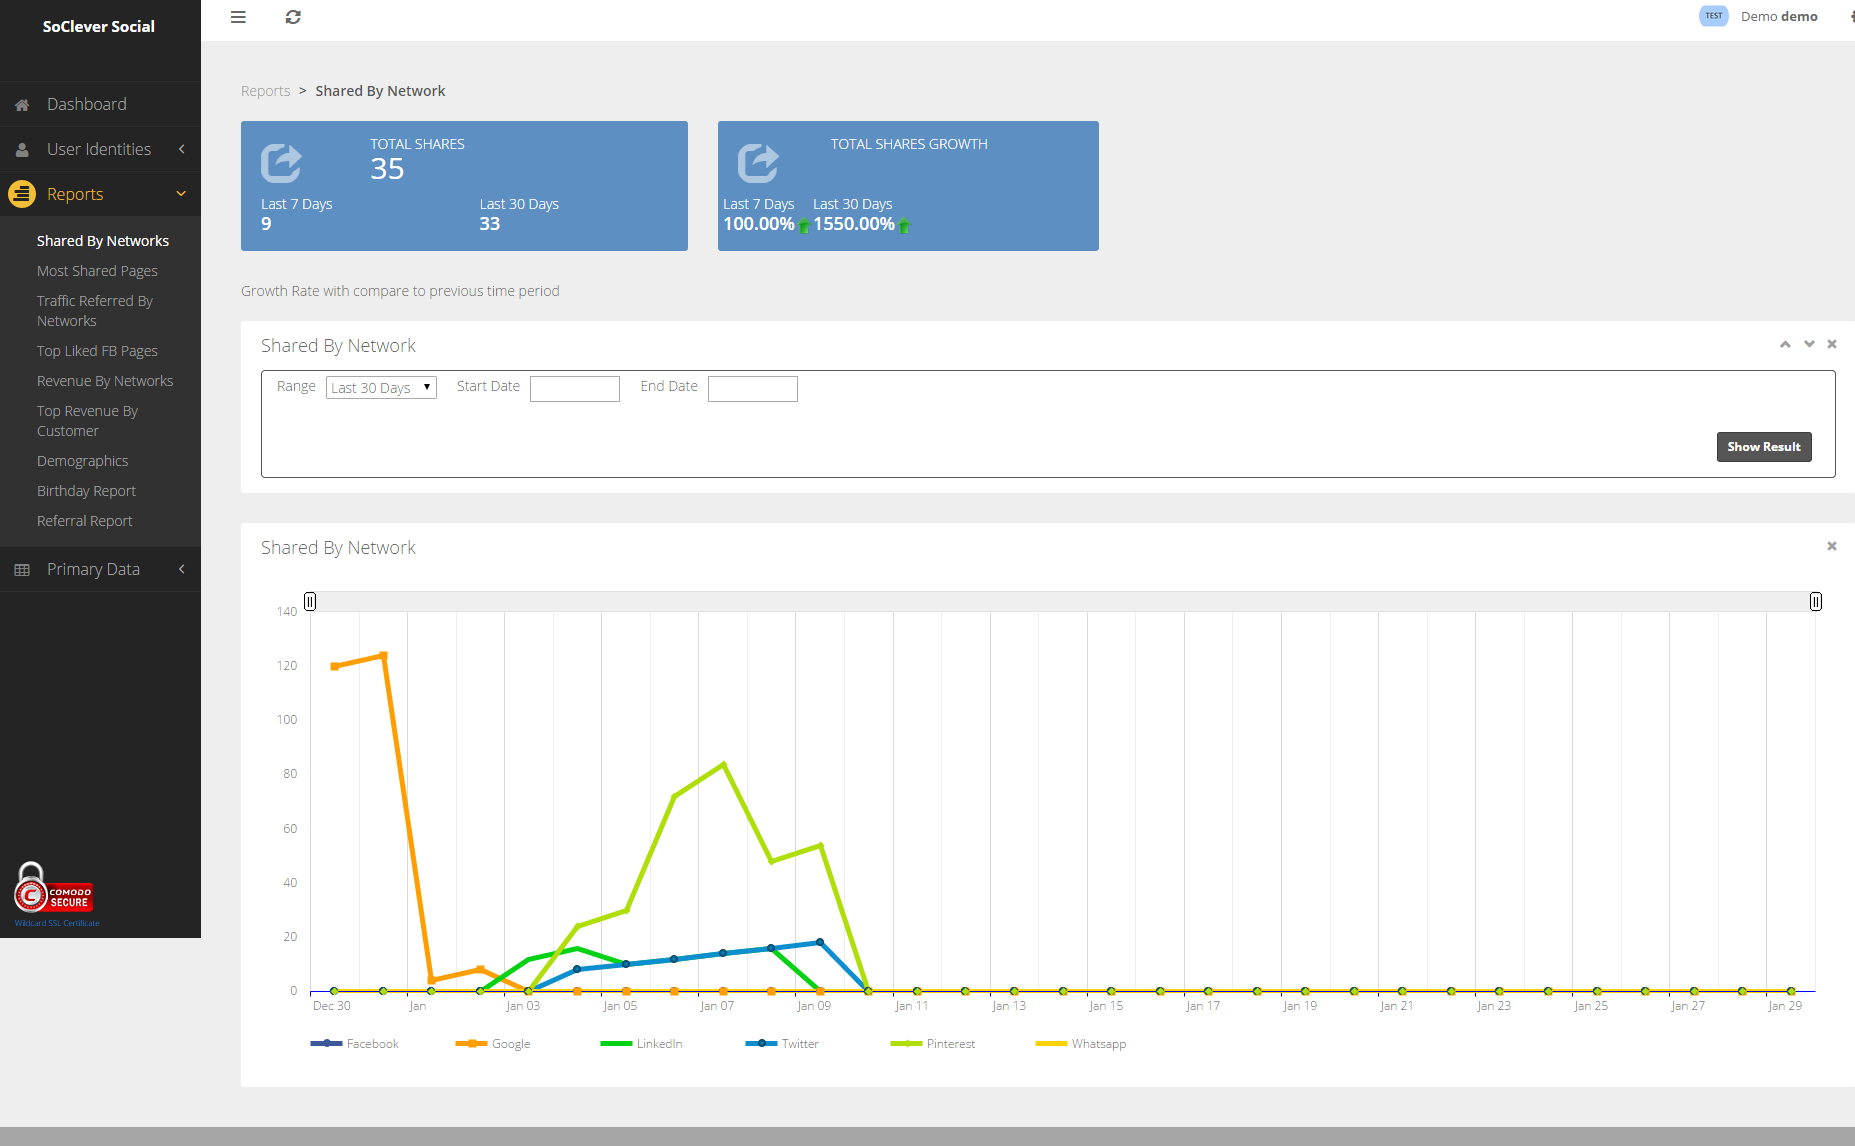 SoClever Social
TEST
Demo demo
Dashboard
User Identities
Reports
Shared By Networks
Most Shared Pages
Traffic Referred By
Networks
Top Liked FB Pages
Revenue By Networks
Top Revenue By
Customer
Demographics
Birthday Report
Referral Report
Primary Data
COMODO
SECURE
Wildcard SSL Certificate
Reports > Shared By Network
TOTAL SHARES
35
Last 7 Days Last 30 Days
9 33
TOTAL SHARES GROWTH
Last 7 Days Last 30 Days
100.00% 1550.00%
Growth Rate with compare to previous time period
Shared By Network
Range Last 30 Days Start Date End Date
Show Result
Shared By Network
140
120
100
80
60
40
20
0
Dec 30 Jan Jan 03 Jan 05 Jan 07 Jan 09 Jan 11 Jan 13 Jan 15 Jan 17 Jan 19 Jan 21 Jan 23 Jan 25 Jan 27 Jan 29
Facebook Google LinkedIn Twitter Pinterest Whatsapp